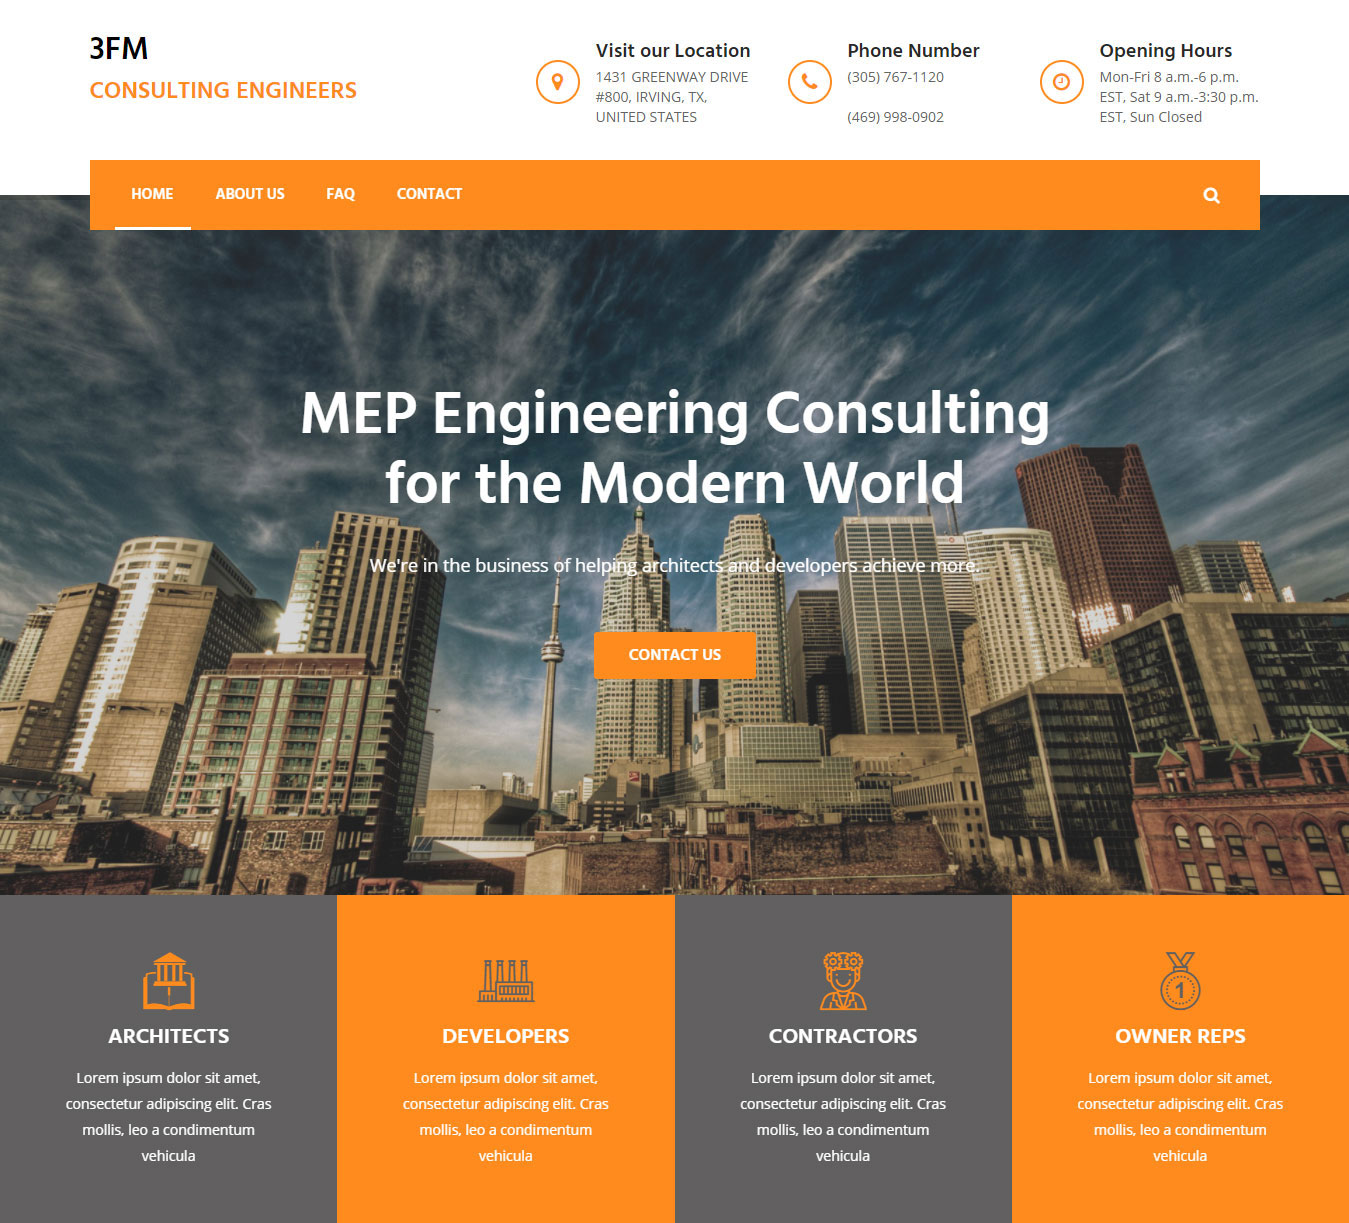 3FM
CONSULTING ENGINEERS
Visit our Location
1431 GREENWAY DRIVE
#800, IRVING, TX,
UNITED STATES
Phone Number
(305) 767-1120
(469) 998-0902
Opening Hours
Mon-Fri 8 a.m.-6 p.m.
EST, Sat 9 a.m.-3:30 p.m.
EST, Sun Closed
HOME
ABOUT US
FAQ
CONTACT
MEP Engineering Consulting
for the Modern World
We're in the business of helping architects and developers achieve more.
CONTACT US
ARCHITECTS
Lorem ipsum dolor sit amet,
consectetur adipiscing elit. Cras
mollis, leo a condimentum
vehicula
DEVELOPERS
Lorem ipsum dolor sit amet,
consectetur adipiscing elit. Cras
mollis, leo a condimentum
vehicula
CONTRACTORS
Lorem ipsum dolor sit amet,
consectetur adipiscing elit. Cras
mollis, leo a condimentum
vehicula
1
OWNER REPS
Lorem ipsum dolor sit amet,
consectetur adipiscing elit. Cras
mollis, leo a condimentum
vehicula